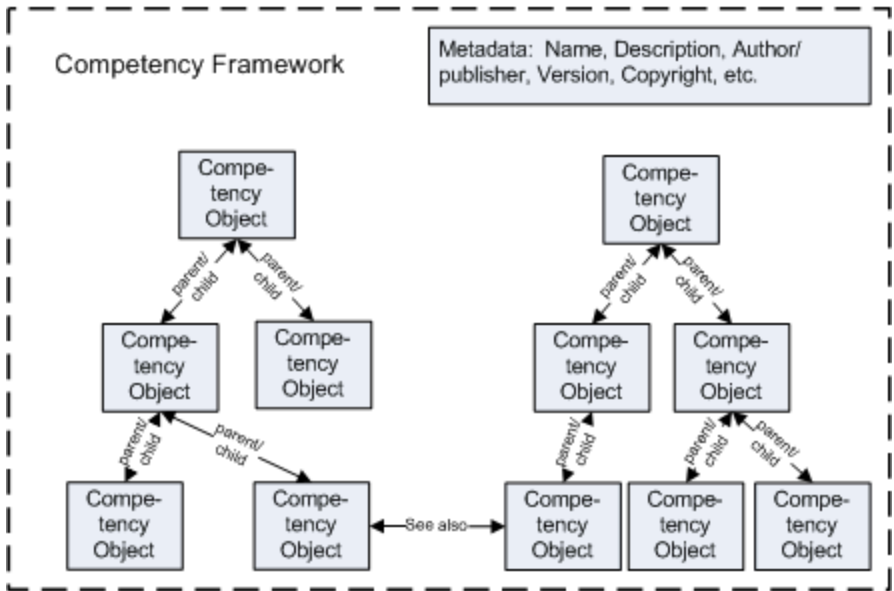 Competency Framework
Metadata: Name, Description, Author/
publisher, Version, Copyright, etc.
Compe-
tency
Object
Compe-
tency
Object
parent/
child
parent/
child
parent/
child
parent/
child
Compe-
tency
Object
Compe-
tency
Object
Compe-
tency
Object
Compe-
tency
Object
parent/
child
parent/
child
parent/
child
parent/
child
parent/
child
Compe-
tency
Object
Compe-
tency
Object
See also
Compe-
tency
Object
Compe-
tency
Object
Compe-
tency
Object